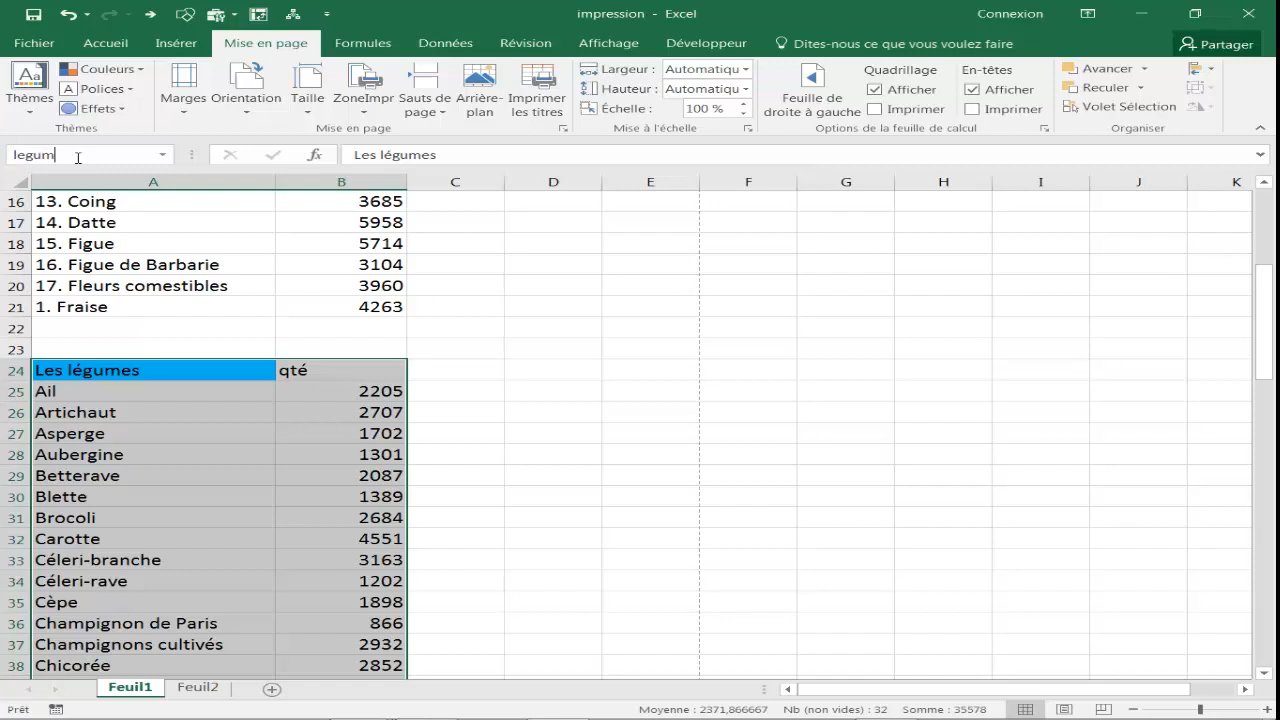 impression - Excel
Connexion
Fichier Accueil Insérer Mise en page Formules Données Révision Affichage Développeur Dites-nous ce que vous voulez faire Partager
Aa Thèmes
Couleurs
A Polices
Effets
Thèmes
Marges Orientation Taille ZoneImpr Sauts de page Arrière-plan Imprimer les titres
Mise en page
Largeur : Automatiqu
Hauteur : Automatiqu
Échelle : 100 %
Mise à l'échelle
Feuille de droite à gauche
Quadrillage
Afficher
Imprimer
En-têtes
Afficher
Imprimer
Options de la feuille de calcul
Avancer
Reculer
Volet Sélection
Organiser
legum fx Les légumes
A B C D E F G H I J K
16 13. Coing 3685
17 14. Datte 5958
18 15. Figue 5714
19 16. Figue de Barbarie 3104
20 17. Fleurs comestibles 3960
21 1. Fraise 4263
22
23
24 Les légumes qté
25 Ail 2205
26 Artichaut 2707
27 Asperge 1702
28 Aubergine 1301
29 Betterave 2087
30 Blette 1389
31 Brocoli 2684
32 Carotte 4551
33 Céleri-branche 3163
34 Céleri-rave 1202
35 Cèpe 1898
36 Champignon de Paris 866
37 Champignons cultivés 2932
38 Chicorée 2852
Feuil1 Feuil2
Prêt Moyenne : 2371,866667 Nb (non vides) : 32 Somme : 35578